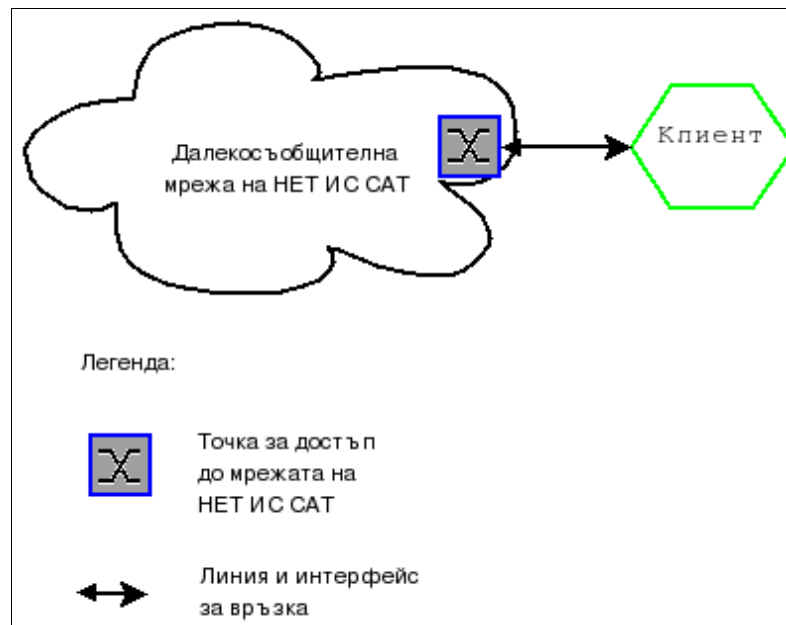 Далекосъобщителна
мрежа на НЕТ ИС САТ
Клиент
Легенда:
Точка за достъп
до мрежата на
НЕТ ИС САТ
Линия и интерфейс
за връзка